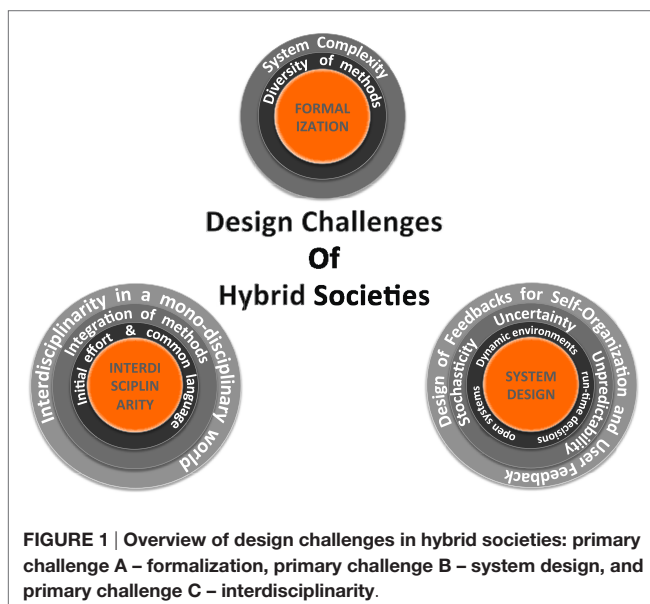 System Complexity
Diversity of methods
FORMAL
IZATION
Design Challenges
Of
Hybrid Societies
Interdisciplinarity in a mono-disciplinary world
Integration of methods
Initial effort & common language
INTERDI
SCIPLIN
ARITY
Design of Feedbacks for Self-Organization and User Feedback
Stochasticity Uncertainty Unpredictability
open systems Dynamic environments run-time decisions
SYSTEM
DESIGN
FIGURE 1 | Overview of design challenges in hybrid societies: primary
challenge A – formalization, primary challenge B – system design, and
primary challenge C – interdisciplinarity.